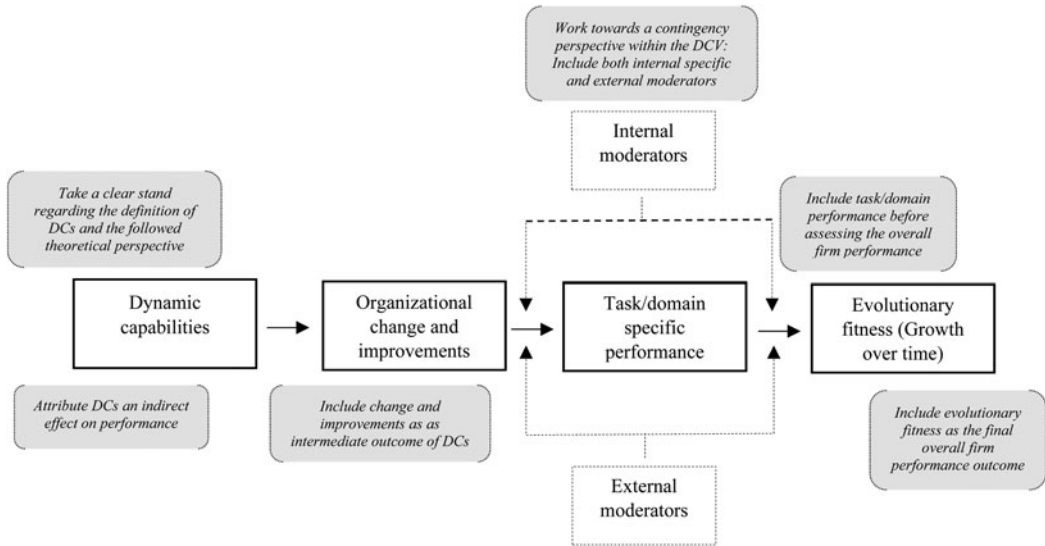 Work towards a contingency
perspective within the DCV:
Include both internal specific
and external moderators
Internal
moderators
Take a clear stand
regarding the definition of
DCs and the followed
theoretical perspective
Include task/domain
performance before
assessing the overall
firm performance
Dynamic
capabilities
Organizational
change and
improvements
Task/domain
specific
performance
Evolutionary
fitness (Growth
over time)
Attribute DCs an indirect
effect on performance
Include change and
improvements as as
intermediate outcome of DCs
Include evolutionary
fitness as the final
overall firm
performance outcome
External
moderators